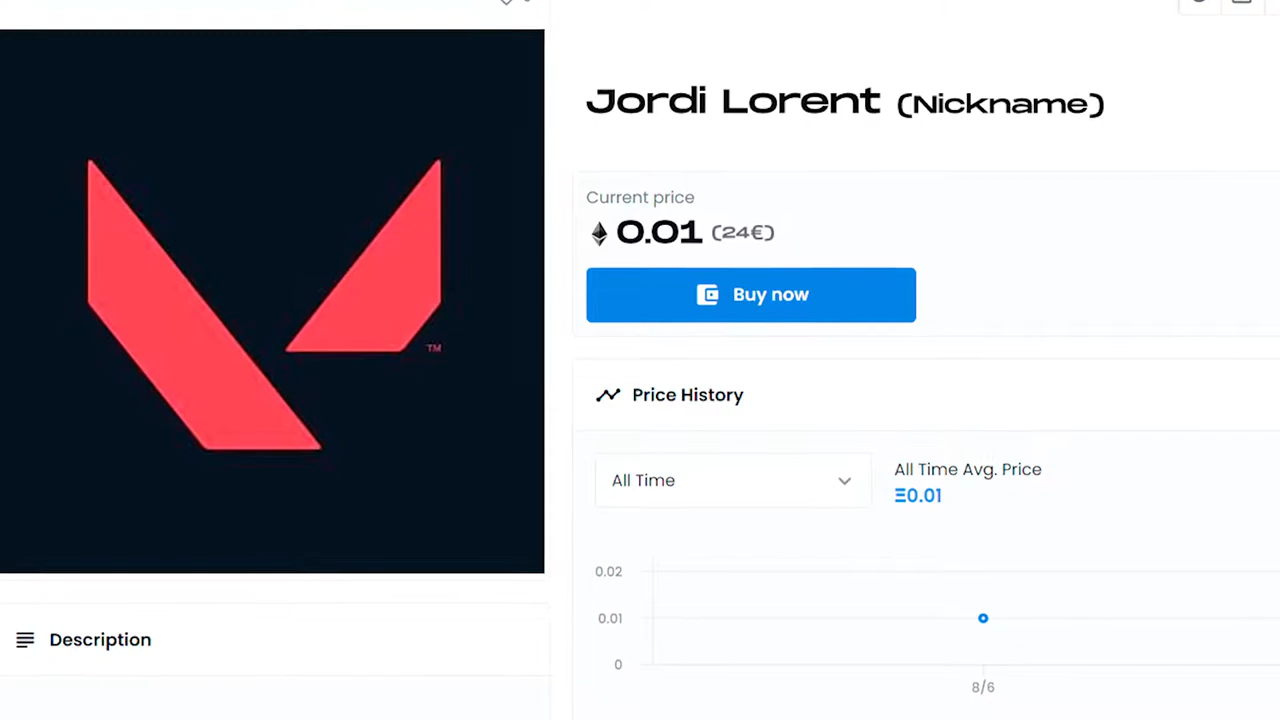 Jordi Lorent (Nickname)
Current price
0.01 (24€)
Buy now
TM
Price History
All Time
All Time Avg. Price
Ξ0.01
0.02
0.01
0
8/6
Description